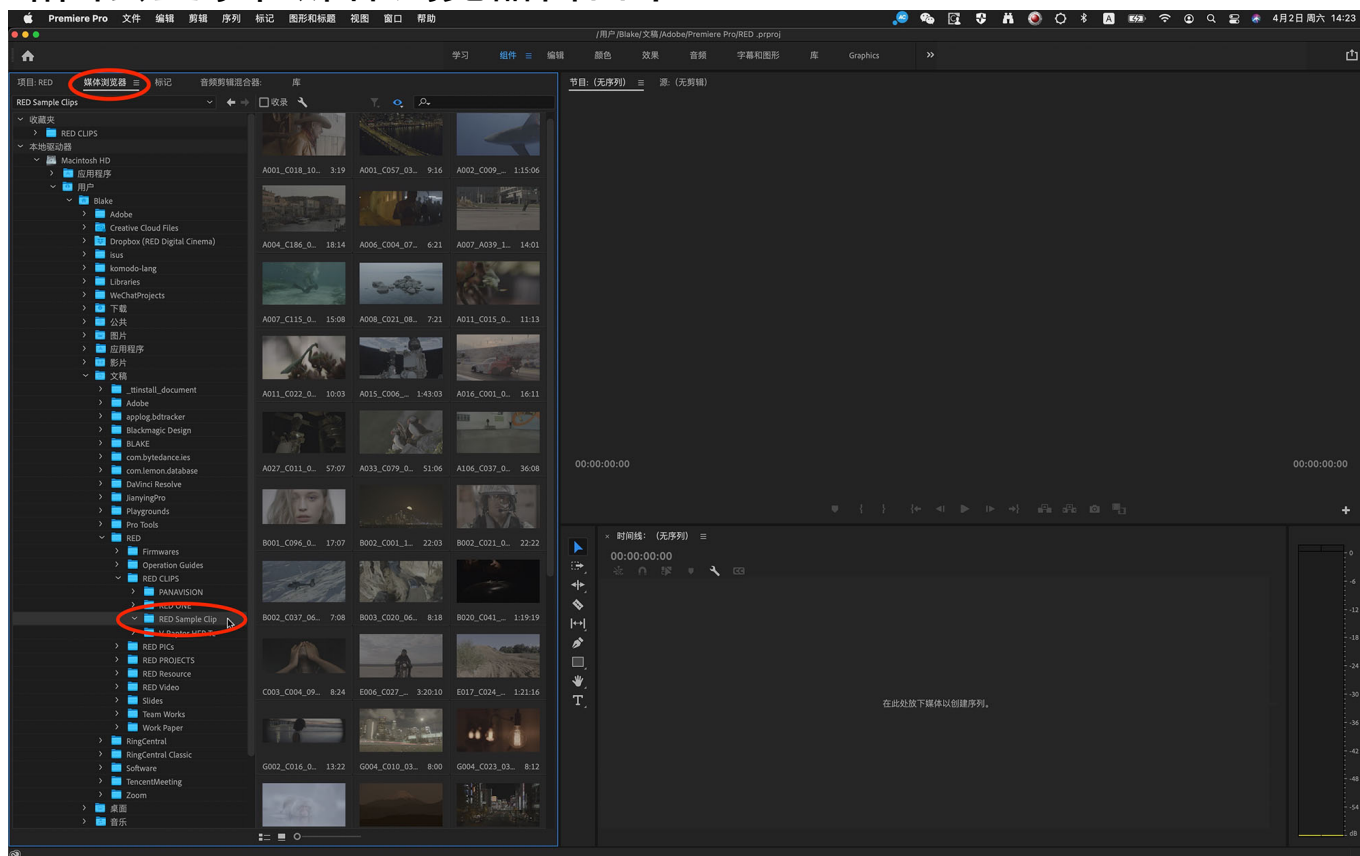 Premiere Pro 文件 编辑 剪辑 序列 标记 图形和标题 视图 窗口 帮助
4月2日 周六 14:23
/用户/Blake/文稿/Adobe/Premiere Pro/RED .prproj
学习 组件 编辑 颜色 效果 音频 字幕和图形 库 Graphics »
项目: RED 媒体浏览器 标记 音频剪辑混合器: 库
节目: (无序列) 源: (无剪辑)
RED Sample Clips
收录
收藏夹
RED CLIPS
本地驱动器
Macintosh HD
应用程序
用户
Blake
Adobe
Creative Cloud Files
Dropbox (RED Digital Cinema)
isus
komodo-lang
Libraries
WeChatProjects
下载
公共
图片
应用程序
影片
文稿
_ttinstall_document
Adobe
applog.bdtracker
Blackmagic Design
BLAKE
com.bytedance.ies
com.lemon.database
DaVinci Resolve
JianyingPro
Playgrounds
Pro Tools
RED
Firmwares
Operation Guides
RED CLIPS
PANAVISION
RED ONE
RED Sample Clip
RED PICs
RED PROJECTS
RED Resource
RED Video
Slides
Team Works
Work Paper
RingCentral
RingCentral Classic
Software
TencentMeeting
Zoom
桌面
音乐
A001_C018_10... 3:19 A001_C057_03... 9:16 A002_C009_... 1:15:06
A004_C186_0... 18:14 A006_C004_07... 6:21 A007_A039_1... 14:01
A007_C115_0... 15:08 A008_C021_08... 7:21 A011_C015_0... 11:13
A011_C022_0... 10:03 A015_C006_... 1:43:03 A016_C001_0... 16:11
A027_C011_0... 57:07 A033_C079_0... 51:06 A106_C037_0... 36:08
B001_C096_0... 17:07 B002_C001_1... 22:03 B002_C021_0... 22:22
B002_C037_06... 7:08 B003_C020_06... 8:18 B020_C041_... 1:19:19
C003_C004_09... 8:24 E006_C027_... 3:20:10 E017_C024_... 1:21:16
G002_C016_0... 13:22 G004_C010_03... 8:00 G004_C023_03... 8:12
00:00:00:00 00:00:00:00
× 时间线: (无序列)
00:00:00:00
在此处放下媒体以创建序列。
0
-6
-12
-18
-24
-30
-36
-42
-48
-54
dB